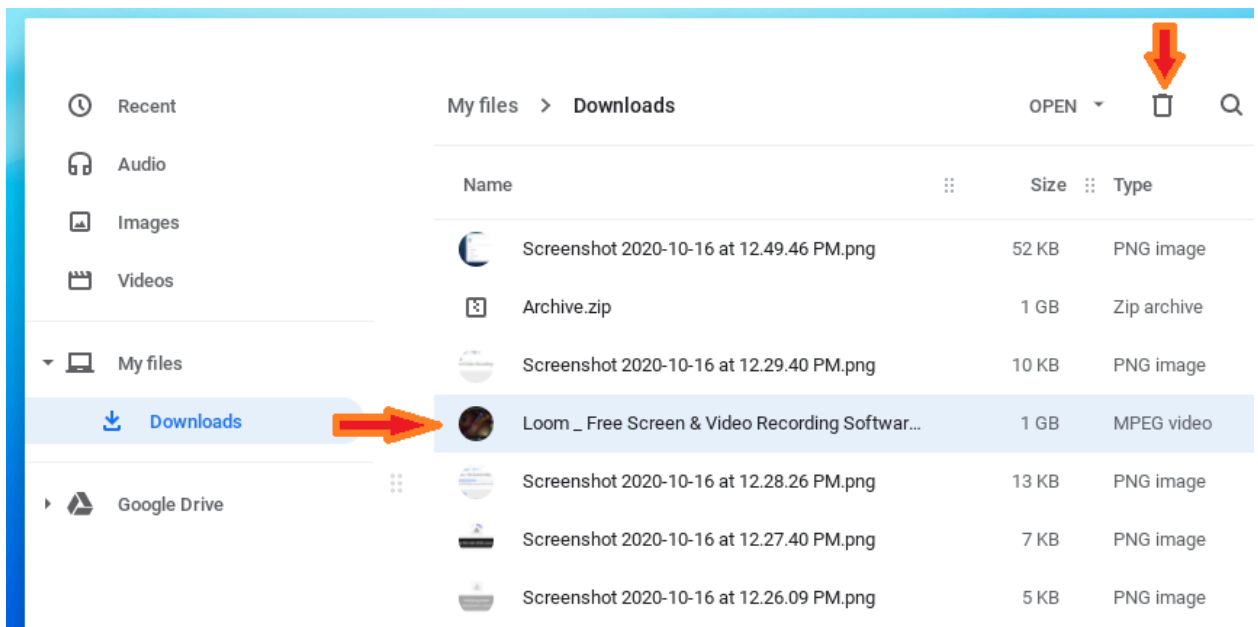 Recent
Audio
Images
Videos
My files
Downloads
Google Drive
My files > Downloads
OPEN
Name Size Type
Screenshot 2020-10-16 at 12.49.46 PM.png 52 KB PNG image
Archive.zip 1 GB Zip archive
Screenshot 2020-10-16 at 12.29.40 PM.png 10 KB PNG image
Loom _ Free Screen & Video Recording Softwar... 1 GB MPEG video
Screenshot 2020-10-16 at 12.28.26 PM.png 13 KB PNG image
Screenshot 2020-10-16 at 12.27.40 PM.png 7 KB PNG image
Screenshot 2020-10-16 at 12.26.09 PM.png 5 KB PNG image